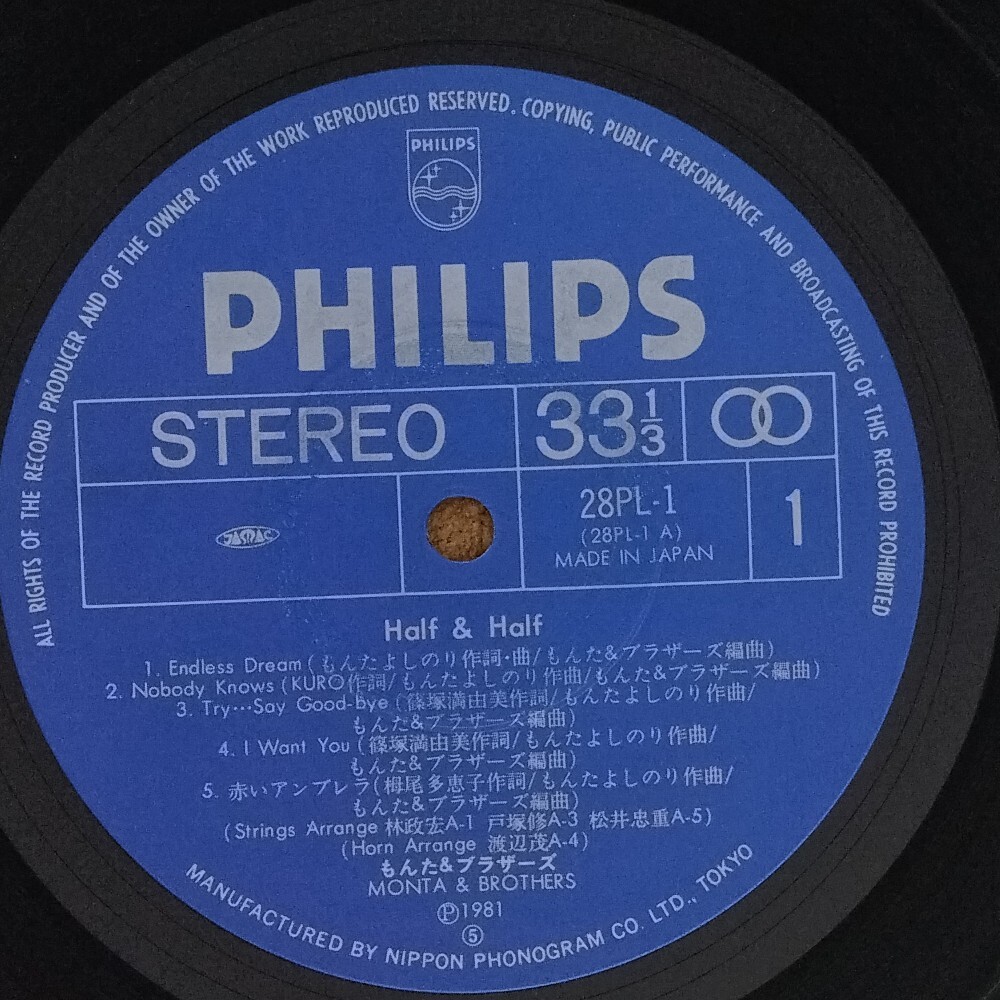 ALL RIGHTS OF THE RECORD PRODUCER AND OF THE OWNER OF THE WORK REPRODUCED RESERVED. COPYING, PUBLIC PERFORMANCE AND BROADCASTING OF THIS RECORD PROHIBITED
PHILIPS
PHILIPS
STEREO
33 1/3
JASRAC
28PL-1
(28PL-1 A)
MADE IN JAPAN
1
Half & Half
1. Endless Dream (もんたよしのり作詞・曲/もんた&ブラザーズ編曲)
2. Nobody Knows (KURO作詞/もんたよしのり作曲/もんた&ブラザーズ編曲)
3. Try…Say Good-bye (篠塚満由美作詞/もんたよしのり作曲/
もんた&ブラザーズ編曲)
4. I Want You (篠塚満由美作詞/もんたよしのり作曲/
もんた&ブラザーズ編曲)
5. 赤いアンブレラ(栂尾多恵子作詞/もんたよしのり作曲/
もんた&ブラザーズ編曲)
(Strings Arrange 林政宏A-1 戸塚修A-3 松井忠重A-5)
(Horn Arrange 渡辺茂A-4)
もんた&ブラザーズ
MONTA & BROTHERS
Ⓟ1981
⑤
MANUFACTURED BY NIPPON PHONOGRAM CO. LTD., TOKYO